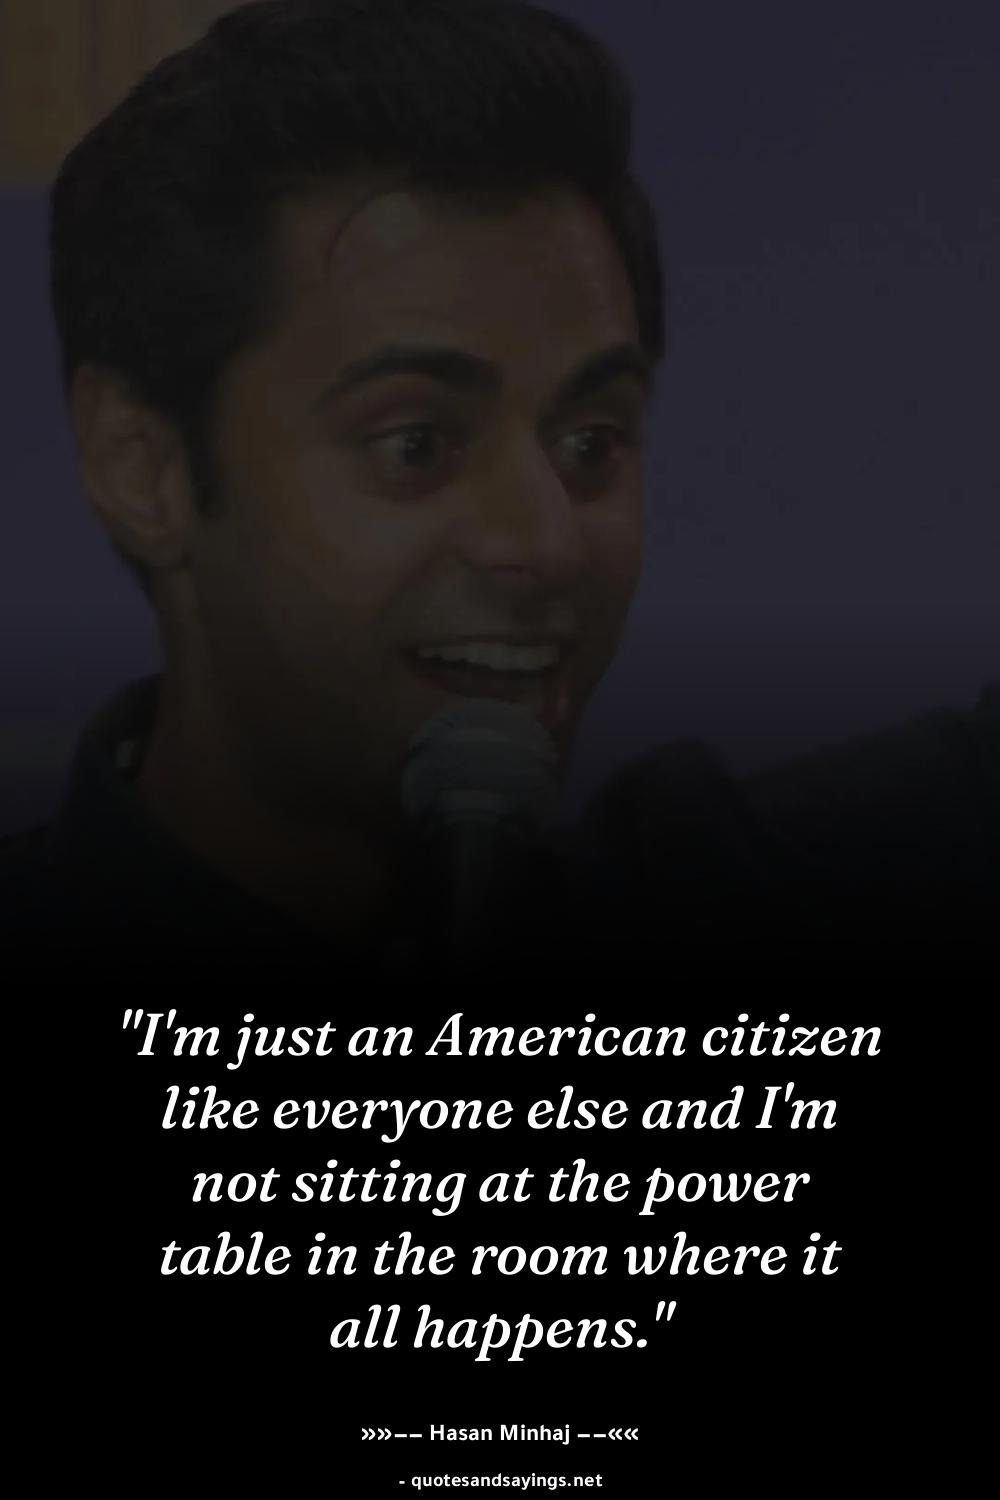 "I'm just an American citizen
like everyone else and I'm
not sitting at the power
table in the room where it
all happens."
»»−− Hasan Minhaj −−««
- quotesandsayings.net